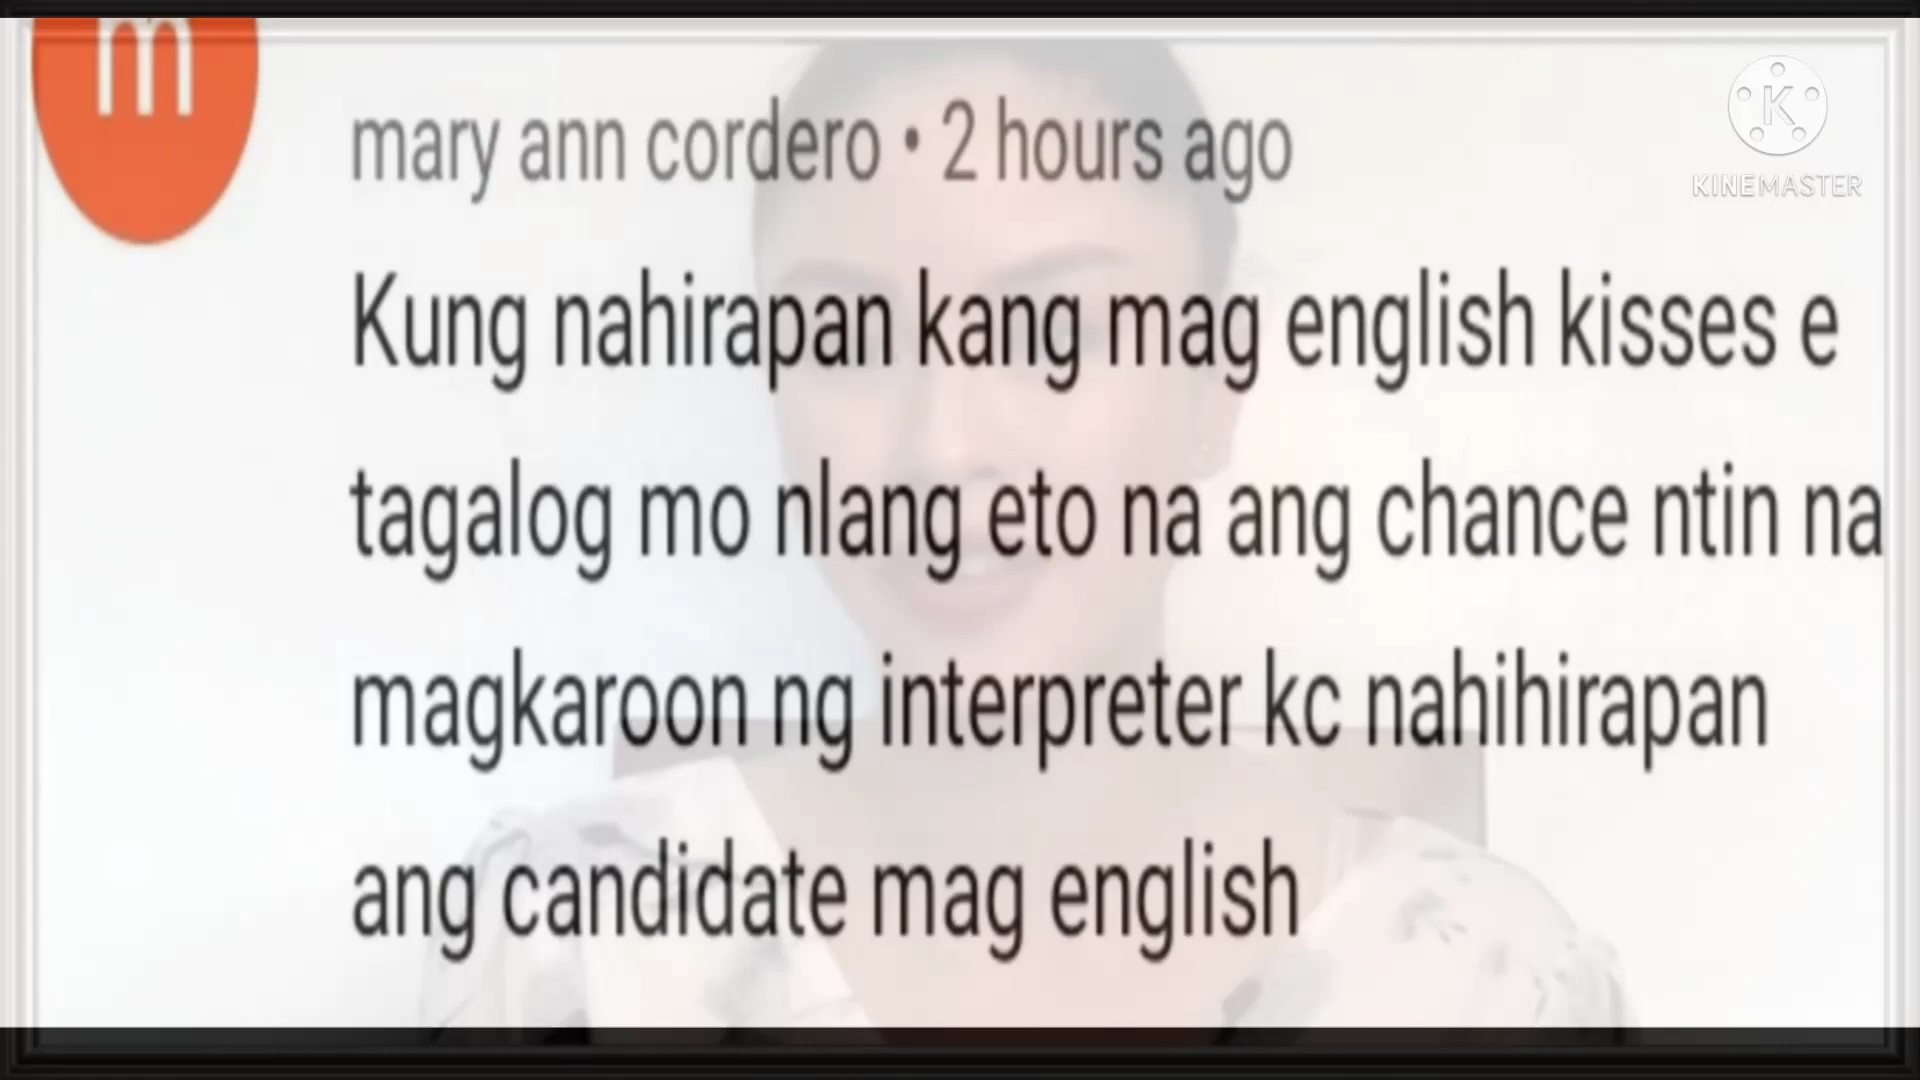 m
mary ann cordero • 2 hours ago
K
KINEMASTER
Kung nahirapan kang mag english kisses e
tagalog mo nlang eto na ang chance ntin na
magkaroon ng interpreter kc nahihirapan
ang candidate mag english